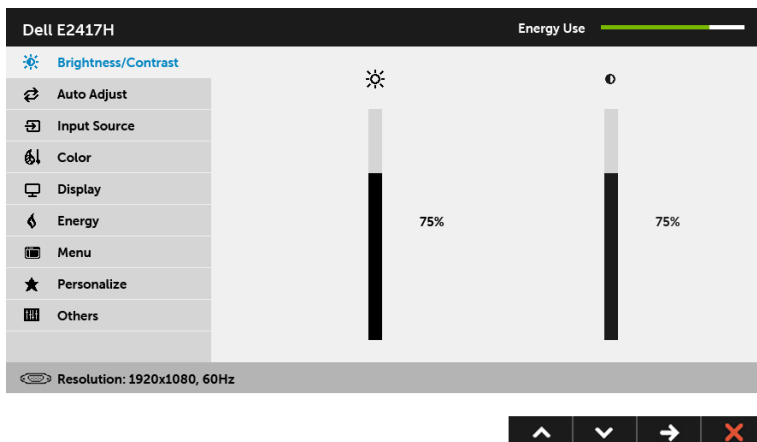 Dell E2417H
Energy Use
Brightness/Contrast
Auto Adjust
Input Source
Color
Display
Energy
75%
75%
Menu
Personalize
Others
Resolution: 1920x1080, 60Hz